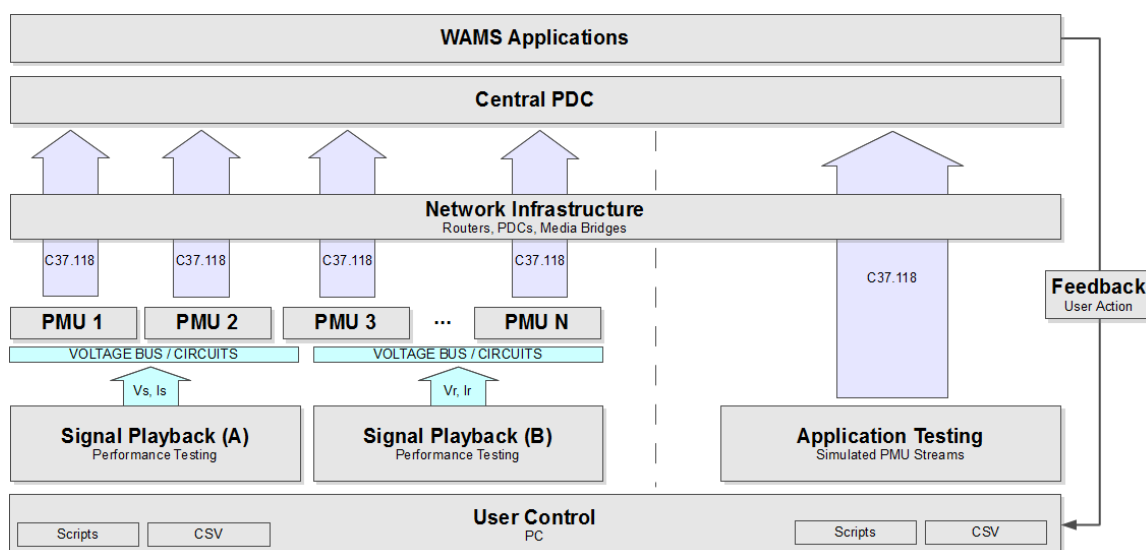 WAMS Applications
Central PDC
Network Infrastructure
Routers, PDCs, Media Bridges
C37.118
C37.118
C37.118
C37.118
C37.118
Feedback
User Action
PMU 1
PMU 2
PMU 3
...
PMU N
VOLTAGE BUS / CIRCUITS
VOLTAGE BUS / CIRCUITS
Vs, Is
Vr, Ir
Signal Playback (A)
Performance Testing
Signal Playback (B)
Performance Testing
Application Testing
Simulated PMU Streams
User Control
PC
Scripts
CSV
Scripts
CSV